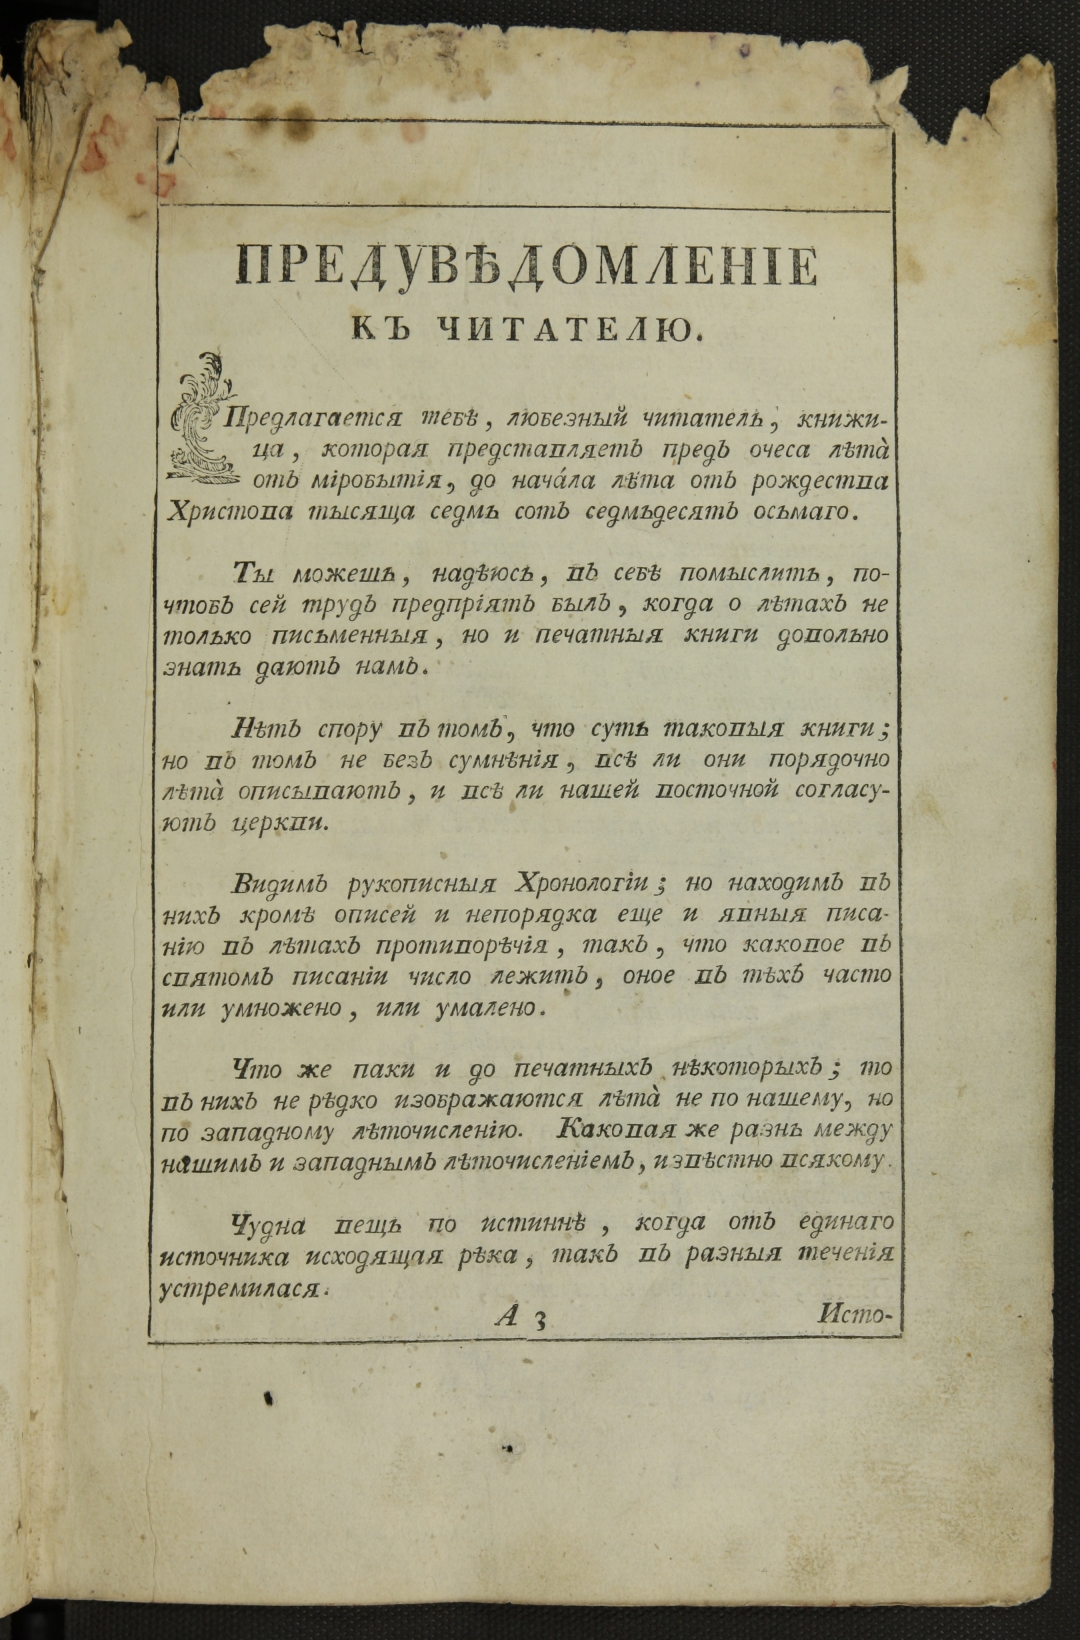 ПРЕДУВѢДОМЛЕНІЕ
КЪ ЧИТАТЕЛЮ.
Предлагается тебѣ, любезный читатель, книжи-
ца, которая представляетъ предъ очеса лѣта̀
отъ міробытія, до нача́ла лѣта отъ рождества
Христова тысяща седмь сотъ седмьдесятъ осьмаго.
Ты можешь, надѣюсь, въ себѣ помыслить, по-
чтобъ сей трудъ предпріятъ былъ, когда о лѣтахъ не
только письменныя, но и печатныя книги довольно
знать даютъ намъ.
Нѣтъ спору въ томъ, что суть таковыя книги;
но въ томъ не безъ сумнѣнія, всѣ ли они порядочно
лѣта̀ описываютъ, и всѣ ли нашей восточной согласу-
ютъ церкви.
Видимъ рукописныя Хронологіи; но находимъ въ
нихъ кромѣ описей и непорядка еще и явныя писа-
нію въ лѣтахъ противорѣчія, такъ, что каковое въ
святомъ писаніи число лежитъ, оное въ тѣхъ часто
или умножено, или умалено.
Что же паки и до печатныхъ нѣкоторыхъ; то
въ нихъ не рѣдко изображаются лѣта̀ не по нашему, но
по западному лѣточисленію. Каковая же разнь между
нашимъ и западнымъ лѣточисленіемъ, извѣстно всякому.
Чудна вещь по истиннѣ, когда отъ единаго
источника исходящая рѣка, такъ въ разныя теченія
устремилася.
А 3
Исто-